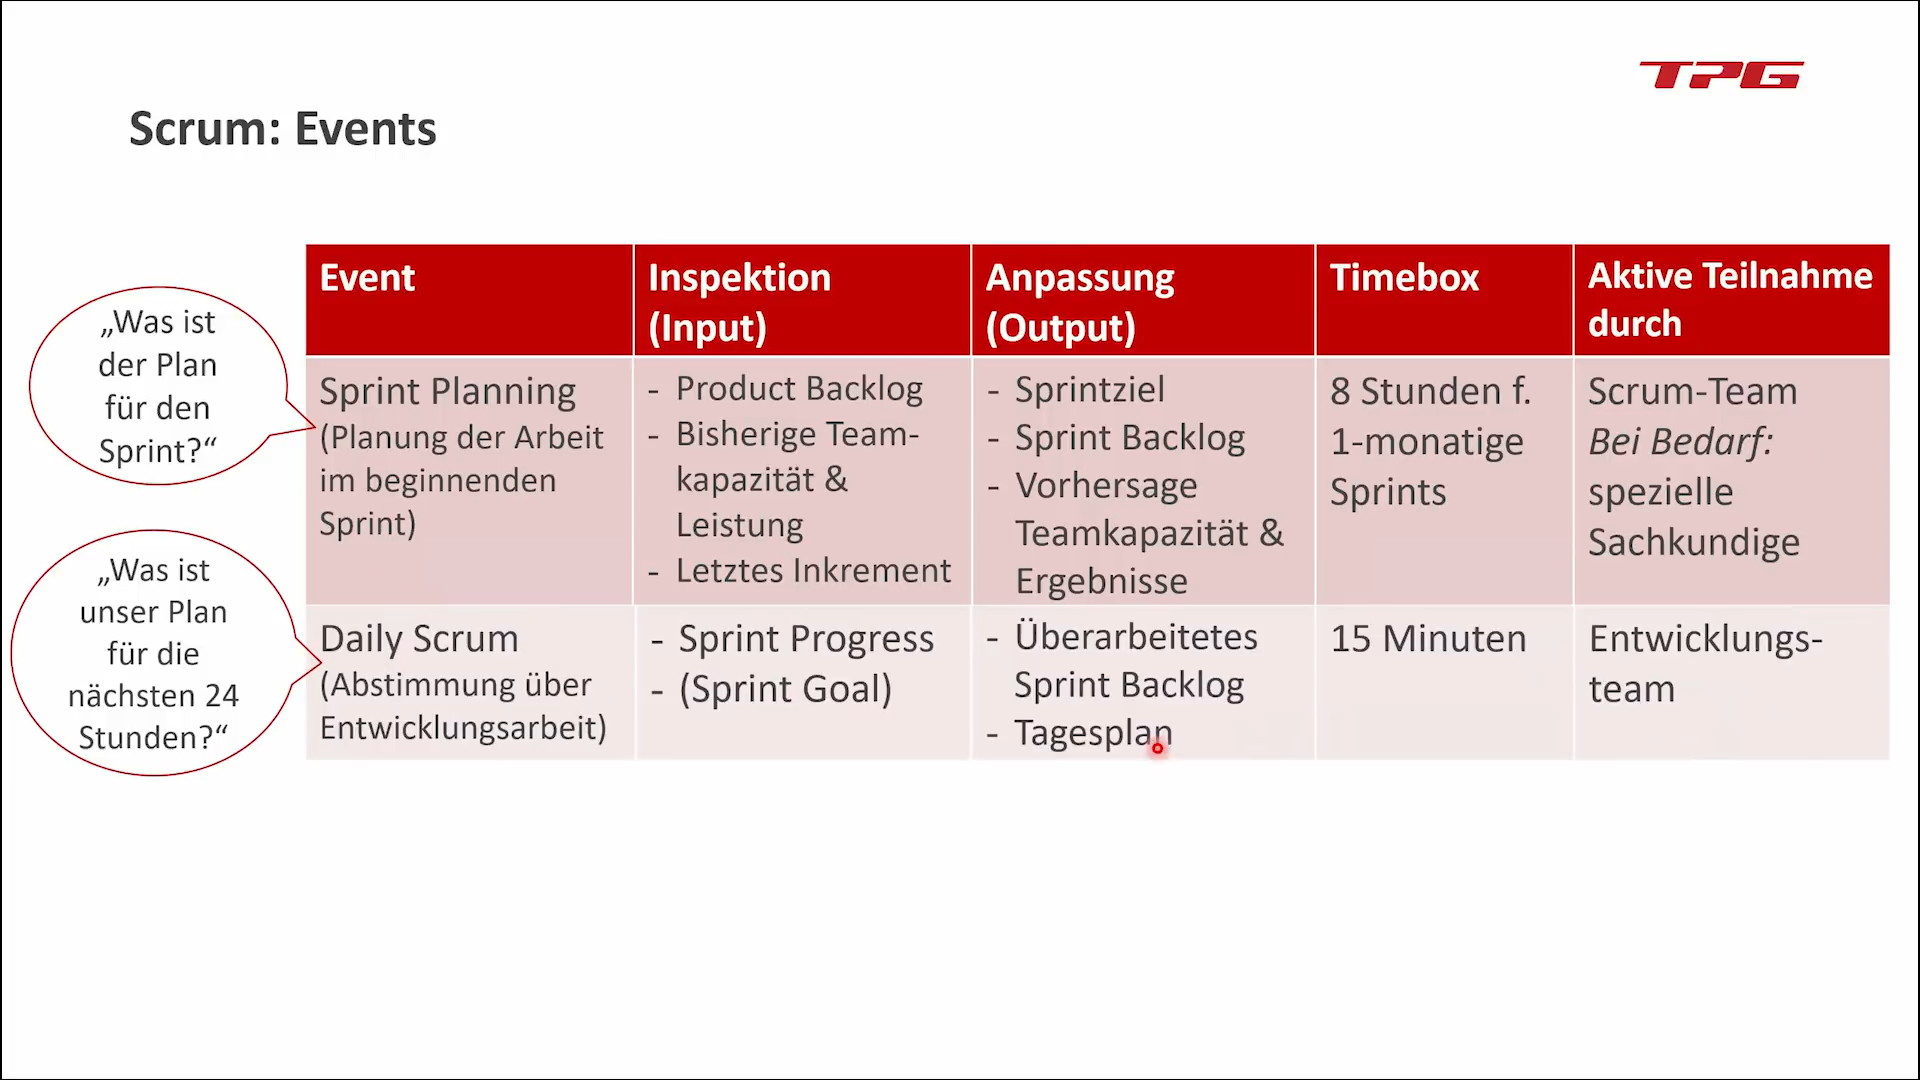 TPG
Scrum: Events
„Was ist
der Plan
für den
Sprint?“
„Was ist
unser Plan
für die
nächsten 24
Stunden?“
Event
Inspektion
(Input)
Anpassung
(Output)
Timebox
Aktive Teilnahme
durch
Sprint Planning
(Planung der Arbeit
im beginnenden
Sprint)
- Product Backlog
- Bisherige Team-
kapazität &
Leistung
- Letztes Inkrement
- Sprintziel
- Sprint Backlog
- Vorhersage
Teamkapazität &
Ergebnisse
8 Stunden f.
1-monatige
Sprints
Scrum-Team
Bei Bedarf:
spezielle
Sachkundige
Daily Scrum
(Abstimmung über
Entwicklungsarbeit)
- Sprint Progress
- (Sprint Goal)
- Überarbeitetes
Sprint Backlog
- Tagesplan
15 Minuten
Entwicklungs-
team